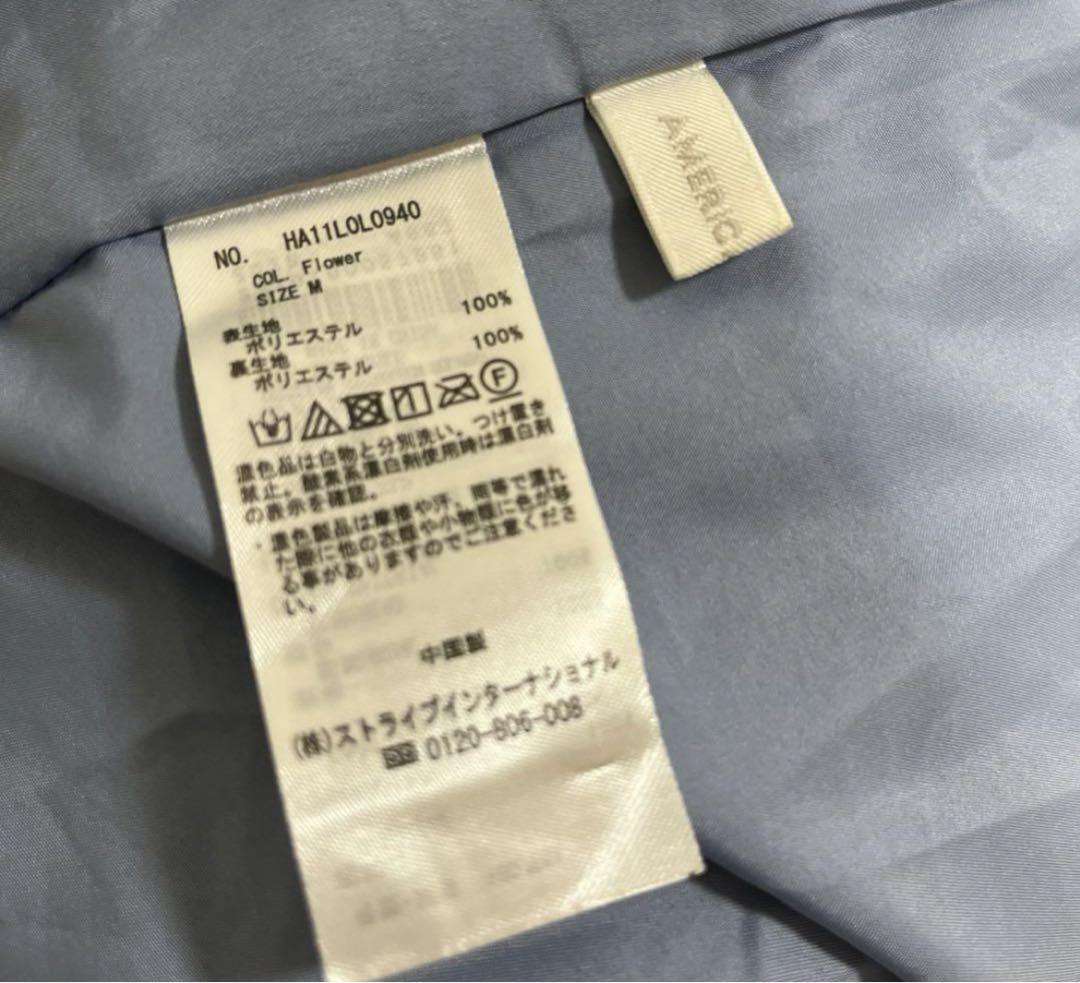 AMERIC
NO. HA11L0L0940
COL. Flower
SIZE M
表生地
ポリエステル 100%
裏生地
ポリエステル 100%
F
濃色品は白物と分別洗い。つけ置き
禁止。酸素系漂白剤使用時は漂白剤
の表示を確認。
・濃色製品は摩擦や汗、雨等で濡れ
た際に他の衣類や小物類に色が移
る事がありますのでご注意くださ
い。
中国製
(株)ストライプインターナショナル
0120-806-008